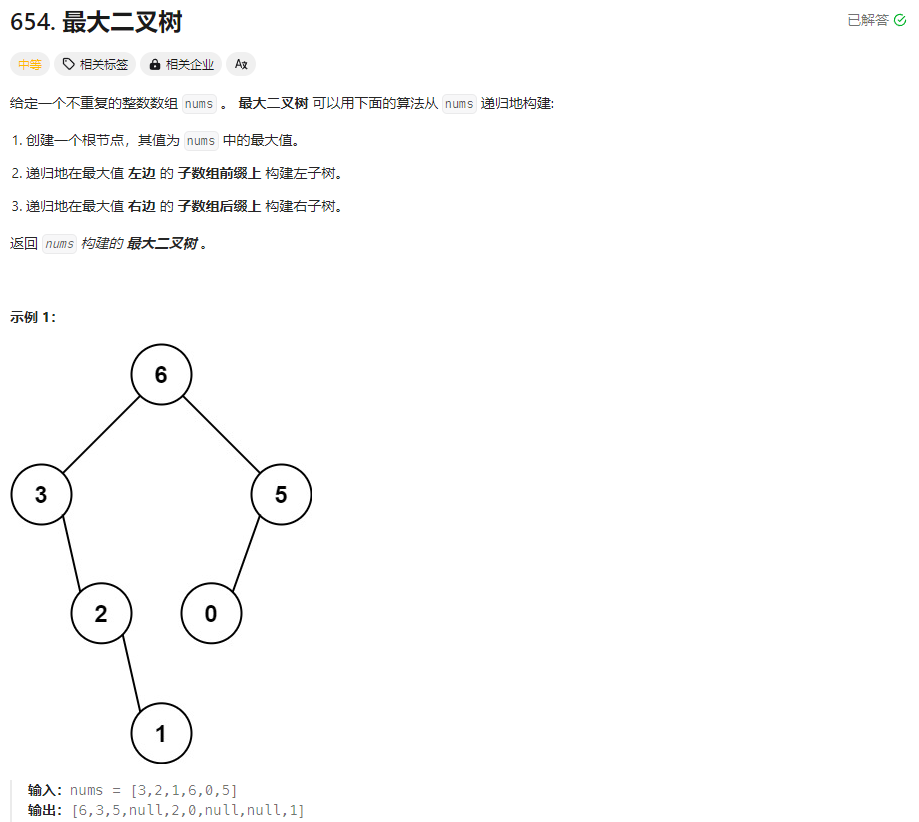 654. 最大二叉树
已解答
中等 相关标签 相关企业 Ax
给定一个不重复的整数数组 nums 。 最大二叉树 可以用下面的算法从 nums 递归地构建:
1. 创建一个根节点，其值为 nums 中的最大值。
2. 递归地在最大值 左边 的 子数组前缀上 构建左子树。
3. 递归地在最大值 右边 的 子数组后缀上 构建右子树。
返回 nums 构建的 最大二叉树 。
示例 1：
6
3 5
2 0
1
输入：nums = [3,2,1,6,0,5]
输出：[6,3,5,null,2,0,null,null,1]